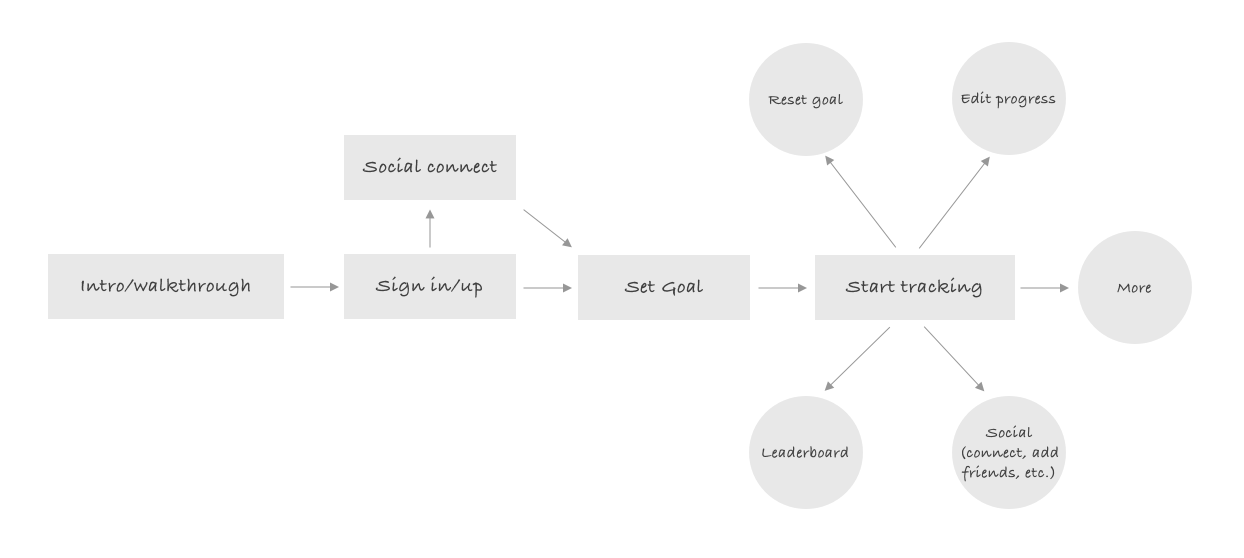 Reset goal
Edit progress
Social connect
Intro/walkthrough
Sign in/up
Set Goal
Start tracking
More
Leaderboard
Social
(connect, add
friends, etc.)